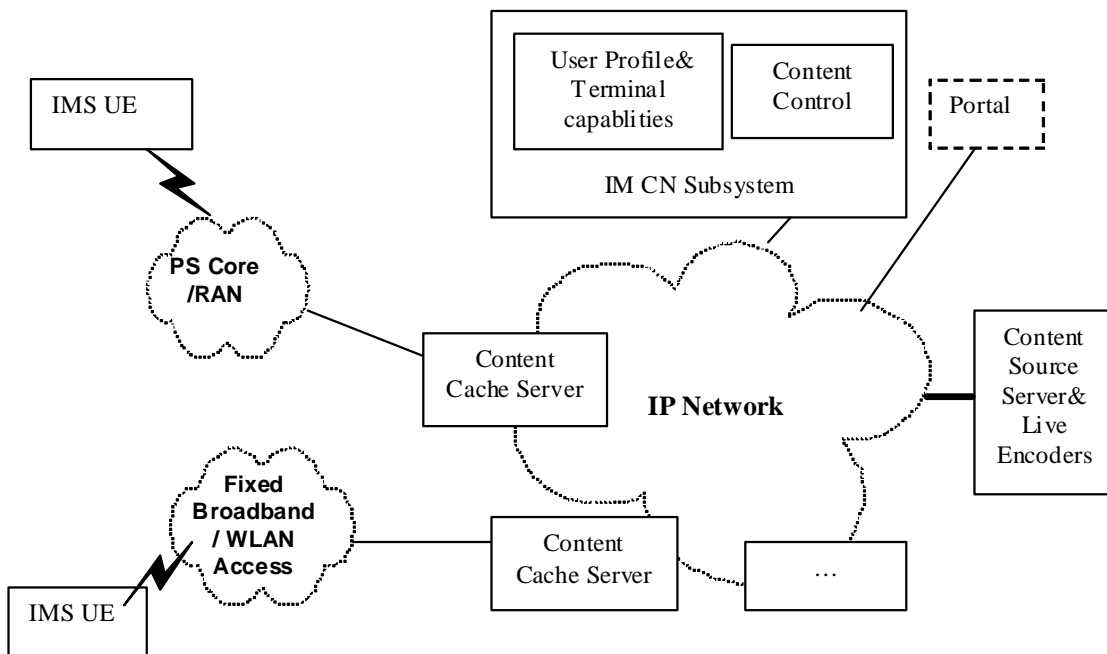 IMS UE
User Profile&
Terminal
capablities
Content
Control
IM CN Subsystem
Portal
PS Core
/RAN
Content
Cache Server
IP Network
Content
Source
Server&
Live
Encoders
Fixed
Broadband
/ WLAN
Access
Content
Cache Server
...
IMS UE